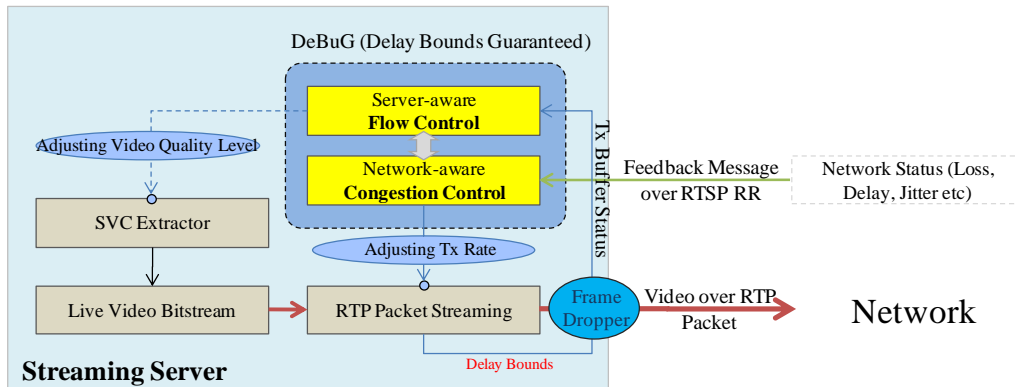 DeBuG (Delay Bounds Guaranteed)
Server-aware
Flow Control
Adjusting Video Quality Level
Network-aware
Congestion Control
Tx Buffer Status
Feedback Message
over RTSP RR
Network Status (Loss,
Delay, Jitter etc)
SVC Extractor
Adjusting Tx Rate
Live Video Bitstream
RTP Packet Streaming
Frame
Dropper
Video over RTP
Packet
Network
Delay Bounds
Streaming Server